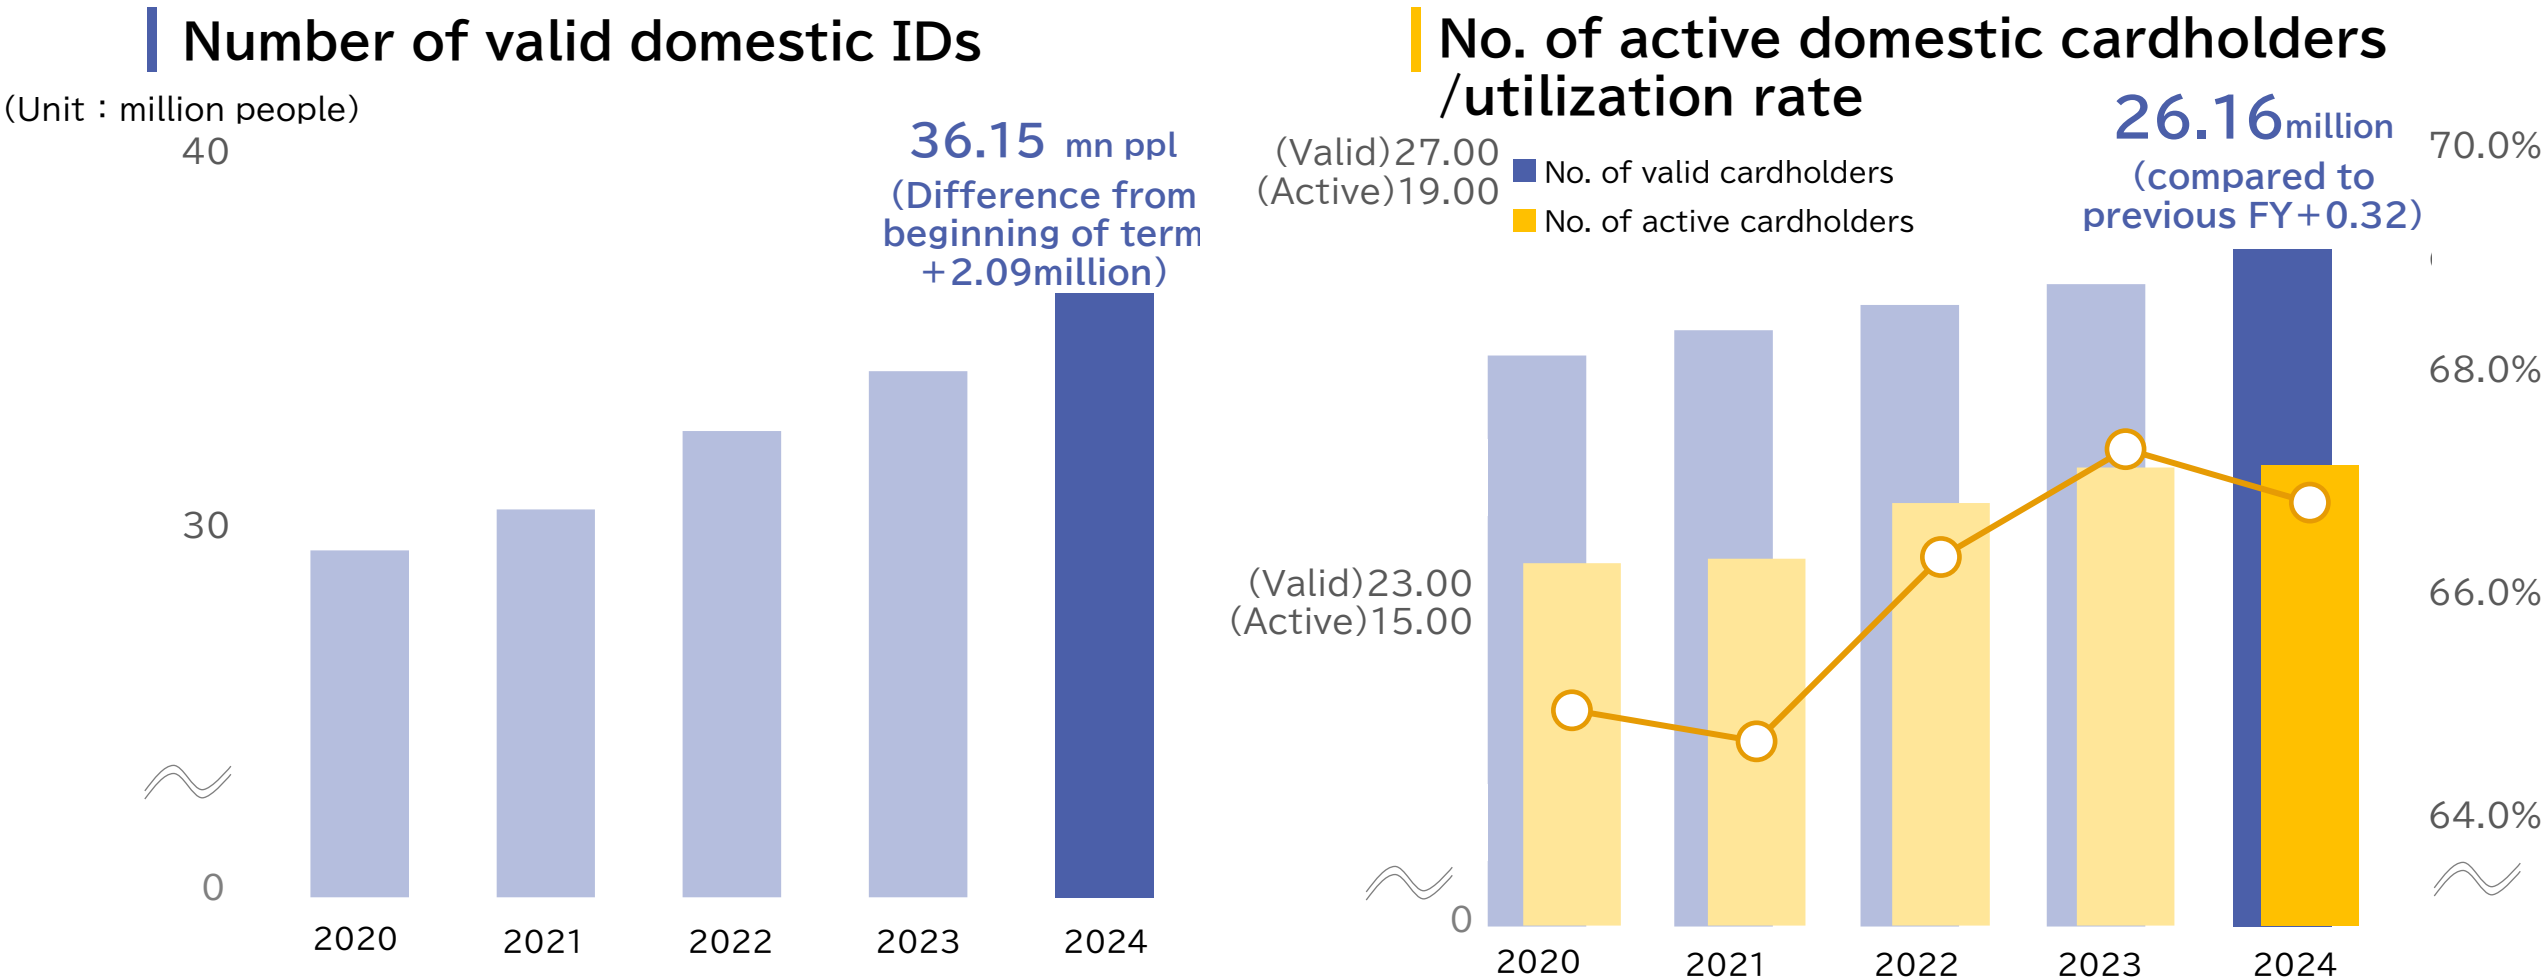 Number of valid domestic IDs
(Unit：million people)
40
36.15 mn ppl
(Difference from
beginning of term
+2.09million)
30
0
2020
2021
2022
2023
2024
No. of active domestic cardholders
/utilization rate
26.16million
(compared to
previous FY+0.32)
(Valid)27.00
(Active)19.00
No. of valid cardholders
No. of active cardholders
70.0%
68.0%
(Valid)23.00
(Active)15.00
66.0%
64.0%
0
2020
2021
2022
2023
2024